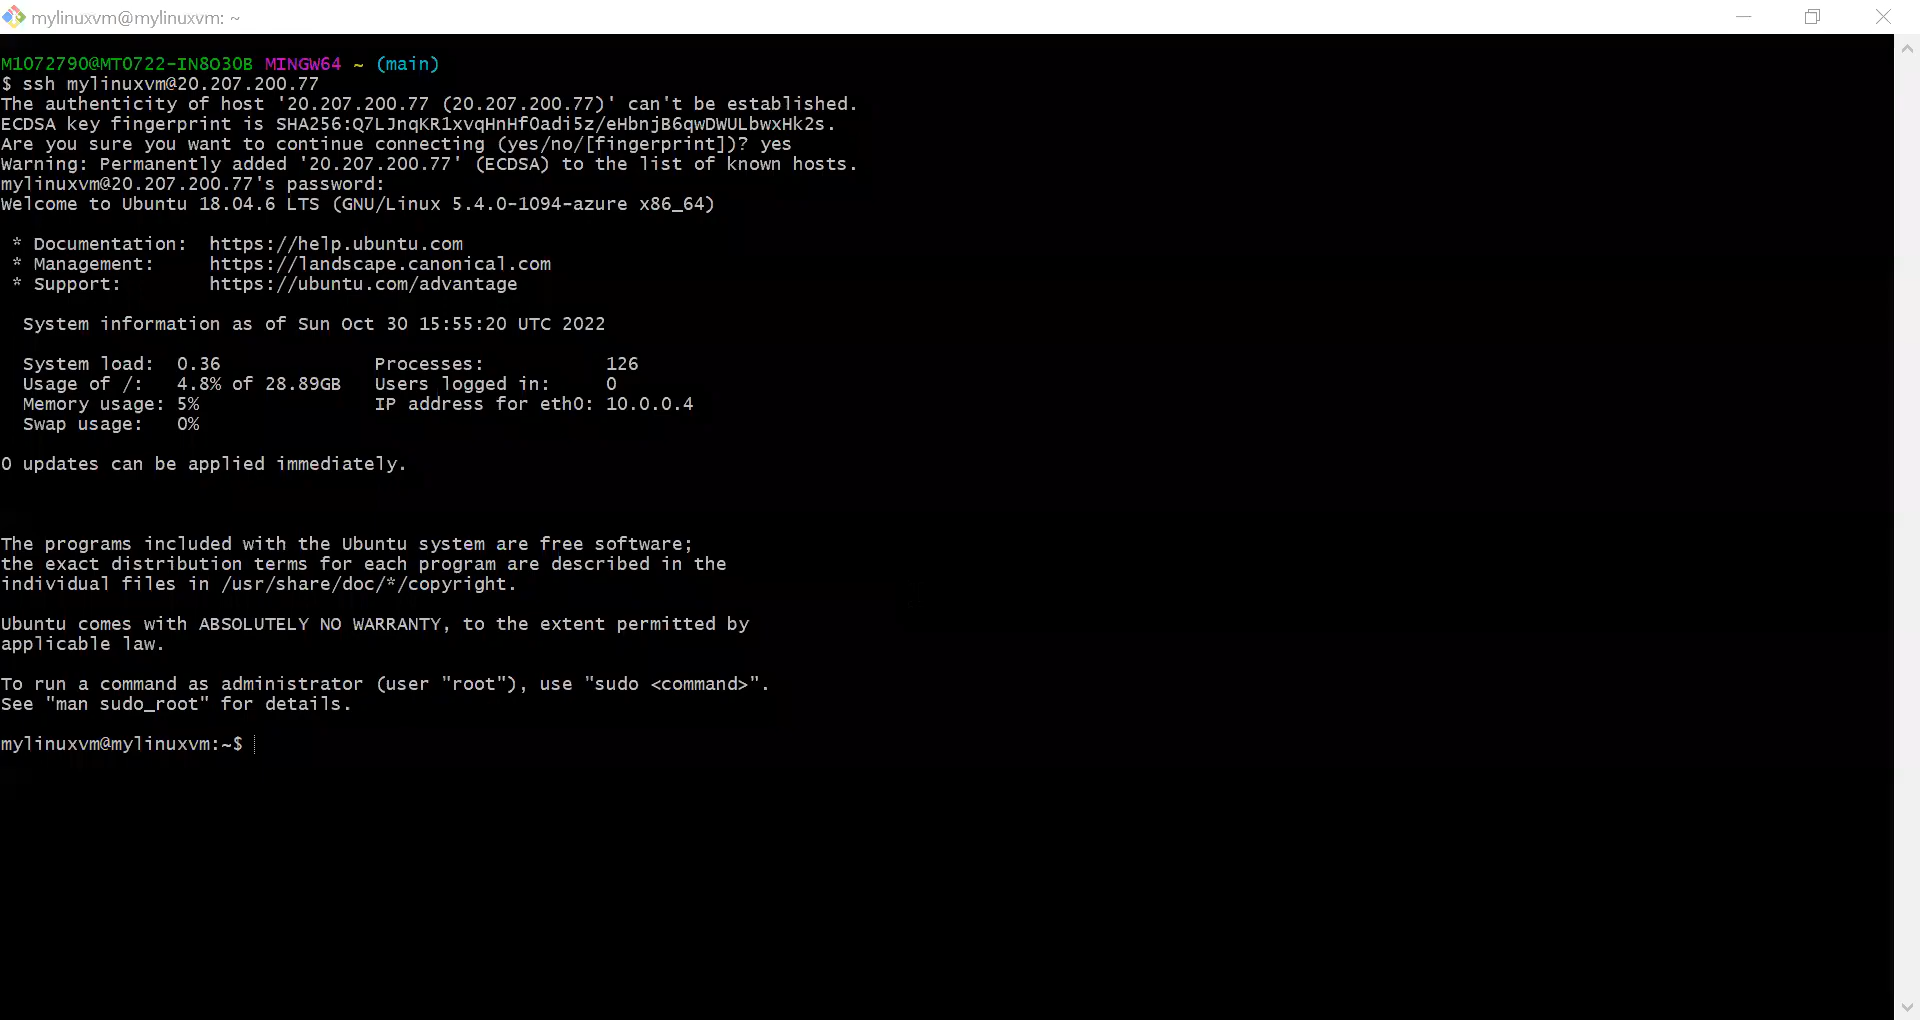 mylinuxvm@mylinuxvm: ~
M1072790@MT0722-IN8O30B MINGW64 ~ (main)
$ ssh mylinuxvm@20.207.200.77
The authenticity of host '20.207.200.77 (20.207.200.77)' can't be established.
ECDSA key fingerprint is SHA256:Q7LJnqKR1xvqHnHfOadi5z/eHbnjB6qwDWULbwxHk2s.
Are you sure you want to continue connecting (yes/no/[fingerprint])? yes
Warning: Permanently added '20.207.200.77' (ECDSA) to the list of known hosts.
mylinuxvm@20.207.200.77's password:
Welcome to Ubuntu 18.04.6 LTS (GNU/Linux 5.4.0-1094-azure x86_64)
* Documentation:  https://help.ubuntu.com
* Management:     https://landscape.canonical.com
* Support:        https://ubuntu.com/advantage
System information as of Sun Oct 30 15:55:20 UTC 2022
System load:  0.36              Processes:           126
Usage of /:   4.8% of 28.89GB   Users logged in:     0
Memory usage: 5%                IP address for eth0: 10.0.0.4
Swap usage:   0%
0 updates can be applied immediately.
The programs included with the Ubuntu system are free software;
the exact distribution terms for each program are described in the
individual files in /usr/share/doc/*/copyright.
Ubuntu comes with ABSOLUTELY NO WARRANTY, to the extent permitted by
applicable law.
To run a command as administrator (user "root"), use "sudo <command>".
See "man sudo_root" for details.
mylinuxvm@mylinuxvm:~$